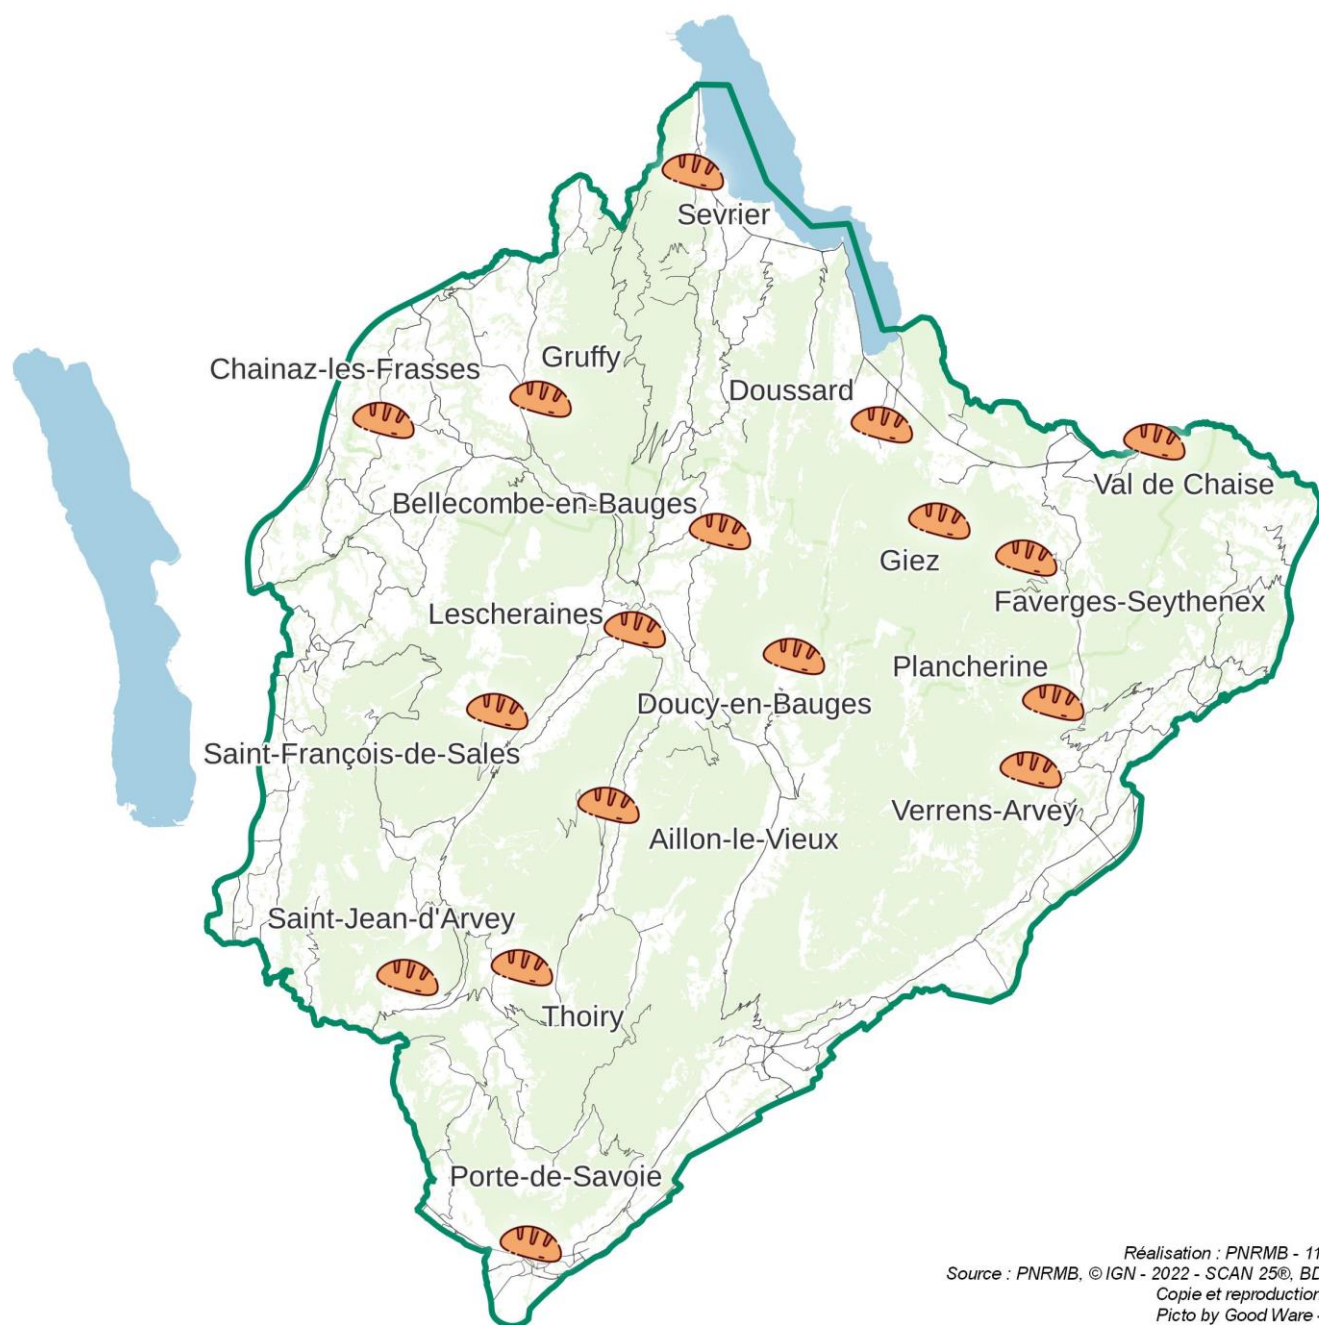 Sevrier
Gruffy
Chainaz-les-Frasses
Doussard
Val de Chaise
Bellecombe-en-Bauges
Giez
Faverges-Seythenex
Lescheraines
Plancherine
Doucy-en-Bauges
Saint-François-de-Sales
Verrens-Arvey
Aillon-le-Vieux
Saint-Jean-d'Arvey
Thoiry
Porte-de-Savoie
Réalisation : PNRMB - 11
Source : PNRMB, © IGN - 2022 - SCAN 25®, BD
Copie et reproduction
Picto by Good Ware -